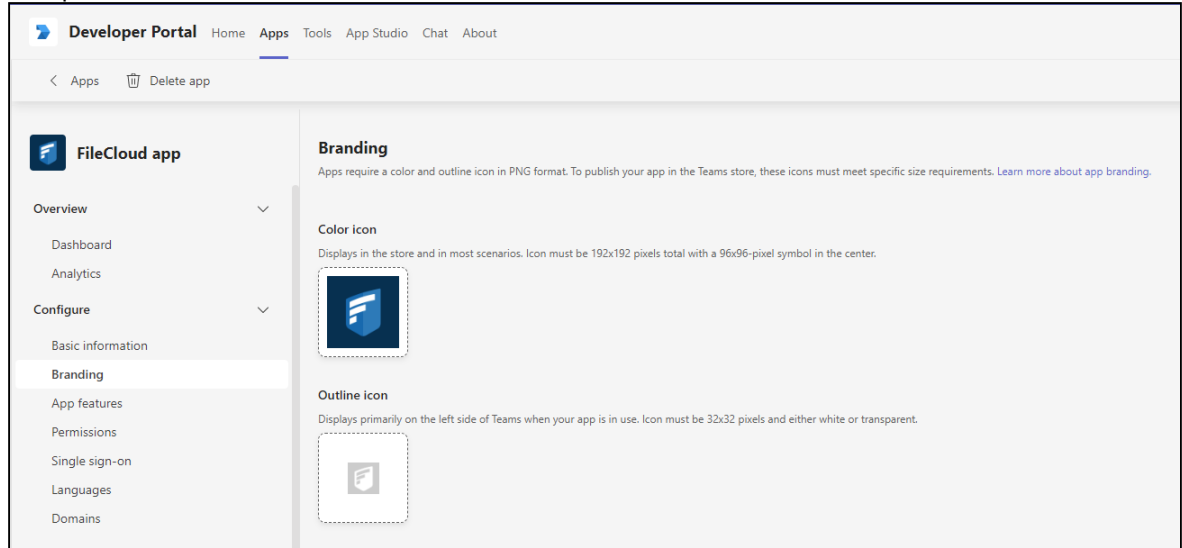 Developer Portal Home Apps Tools App Studio Chat About
Apps Delete app
FileCloud app
Overview
Dashboard
Analytics
Configure
Basic information
Branding
App features
Permissions
Single sign-on
Languages
Domains
Branding
Apps require a color and outline icon in PNG format. To publish your app in the Teams store, these icons must meet specific size requirements. Learn more about app branding.
Color icon
Displays in the store and in most scenarios. Icon must be 192x192 pixels total with a 96x96-pixel symbol in the center.
Outline icon
Displays primarily on the left side of Teams when your app is in use. Icon must be 32x32 pixels and either white or transparent.